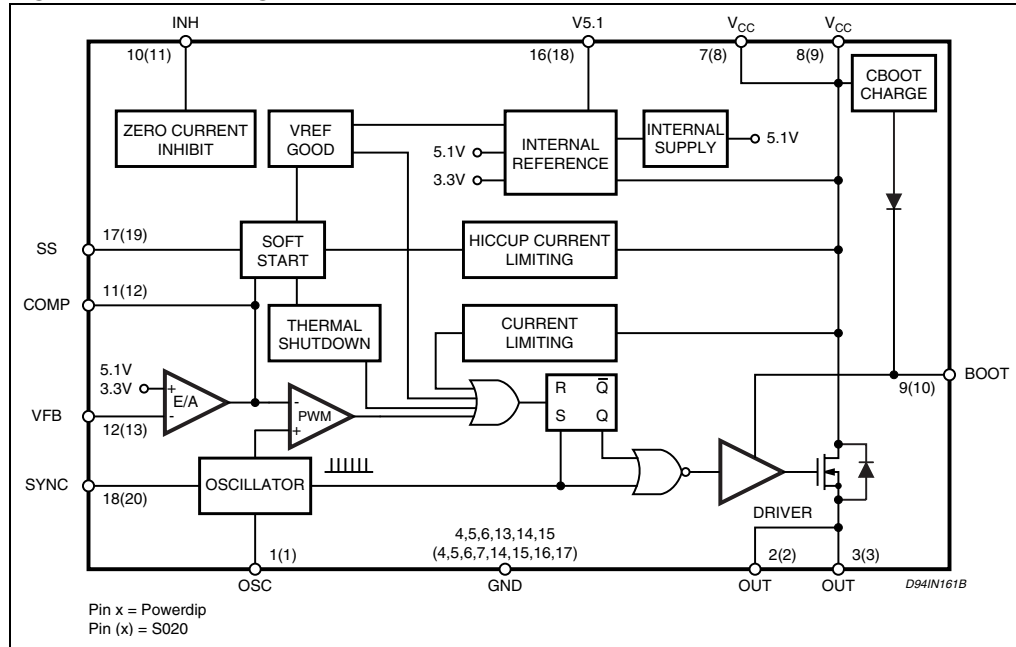 INH
V5.1
VCC
VCC
10(11)
16(18)
7(8)
8(9)
CBOOT
CHARGE
ZERO CURRENT
INHIBIT
VREF
GOOD
INTERNAL
REFERENCE
INTERNAL
SUPPLY
5.1V
5.1V
3.3V
SS
17(19)
SOFT
START
HICCUP CURRENT
LIMITING
COMP
11(12)
THERMAL
SHUTDOWN
CURRENT
LIMITING
BOOT
9(10)
5.1V
3.3V
+
E/A
-
VFB
12(13)
-
PWM
+
R
Q̅
S
Q
SYNC
18(20)
OSCILLATOR
DRIVER
1(1)
4,5,6,13,14,15
(4,5,6,7,14,15,16,17)
2(2)
3(3)
OSC
GND
OUT
OUT
D94IN161B
Pin x = Powerdip
Pin (x) = S020